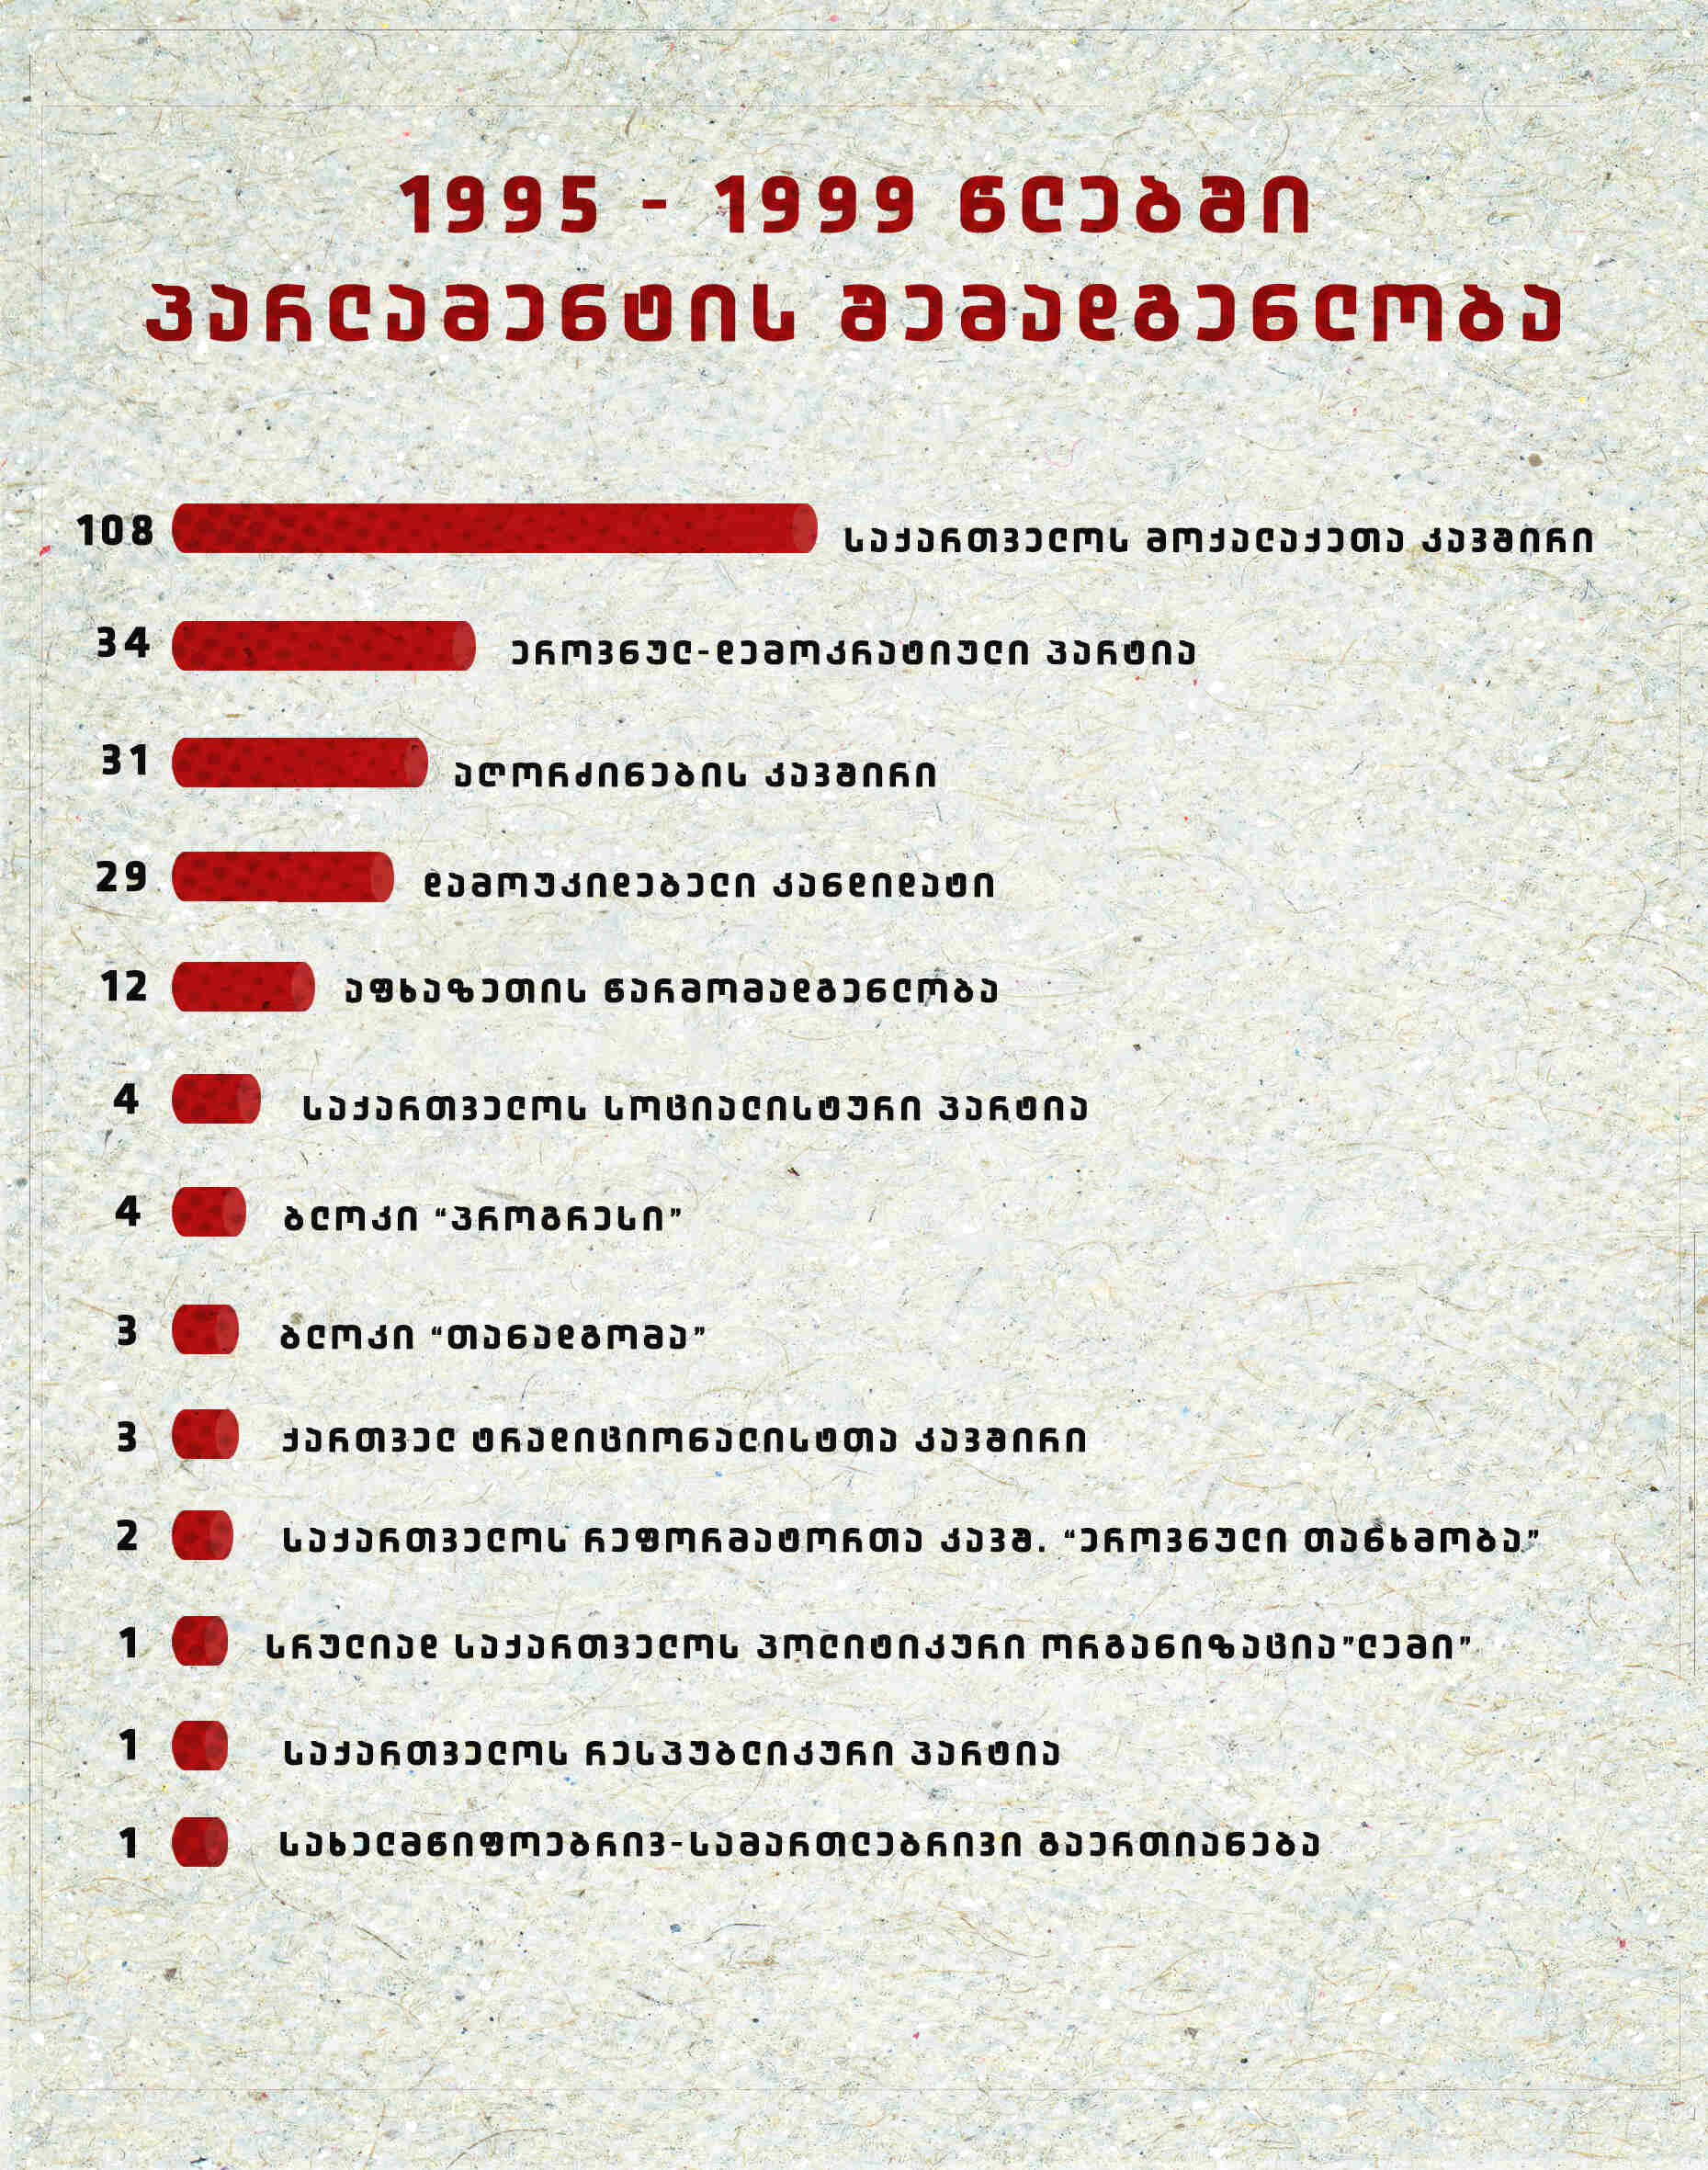 1995 - 1999 წლებში
პარლამენტის შემადგენლობა
108 საქართველოს მოქალაქეთა კავშირი
34 ეროვნულ-დემოკრატიული პარტია
31 აღორძინების კავშირი
29 დამოუკიდებელი კანდიდატი
12 აფხაზეთის წარმომადგენლობა
4 საქართველოს სოციალისტური პარტია
4 ბლოკი “პროგრესი”
3 ბლოკი “თანადგომა”
3 ქართველ ტრადიციონალისტთა კავშირი
2 საქართველოს რეფორმატორთა კავშ. “ეროვნული თანხმობა”
1 სრულიად საქართველოს პოლიტიკური ორგანიზაცია”ლემი”
1 საქართველოს რესპუბლიკური პარტია
1 სახელმწიფოებრივ-სამართლებრივი გაერთიანება